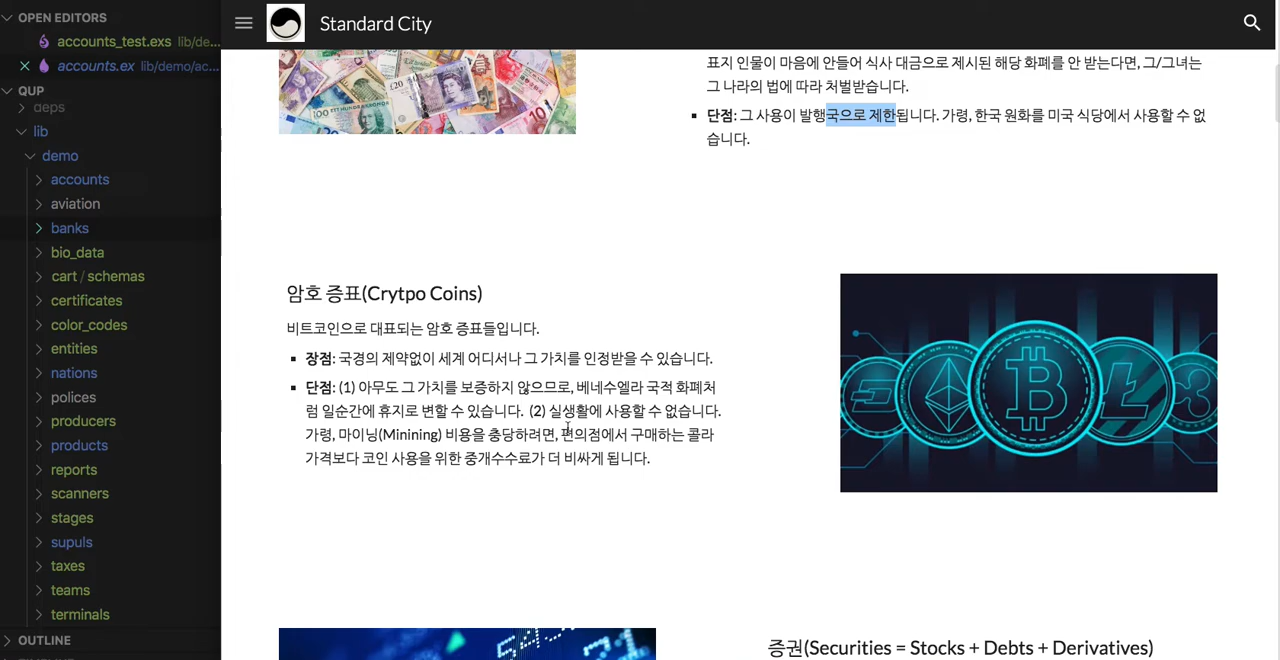 OPEN EDITORS
accounts_test.exs lib/de...
accounts.ex lib/demo/ac...
QUP
deps
lib
demo
accounts
aviation
banks
bio_data
cart / schemas
certificates
color_codes
entities
nations
polices
producers
products
reports
scanners
stages
supuls
taxes
teams
terminals
OUTLINE
Standard City
표지 인물이 마음에 안들어 식사 대금으로 제시된 해당 화폐를 안 받는다면, 그/그녀는
그 나라의 법에 따라 처벌받습니다.
단점: 그 사용이 발행국으로 제한됩니다. 가령, 한국 원화를 미국 식당에서 사용할 수 없
습니다.
암호 증표(Crytpo Coins)
비트코인으로 대표되는 암호 증표들입니다.
장점: 국경의 제약없이 세계 어디서나 그 가치를 인정받을 수 있습니다.
단점: (1) 아무도 그 가치를 보증하지 않으므로, 베네수엘라 국적 화폐처
럼 일순간에 휴지로 변할 수 있습니다. (2) 실생활에 사용할 수 없습니다.
가령, 마이닝(Minining) 비용을 충당하려면, 편의점에서 구매하는 콜라
가격보다 코인 사용을 위한 중개수수료가 더 비싸게 됩니다.
증권(Securities = Stocks + Debts + Derivatives)